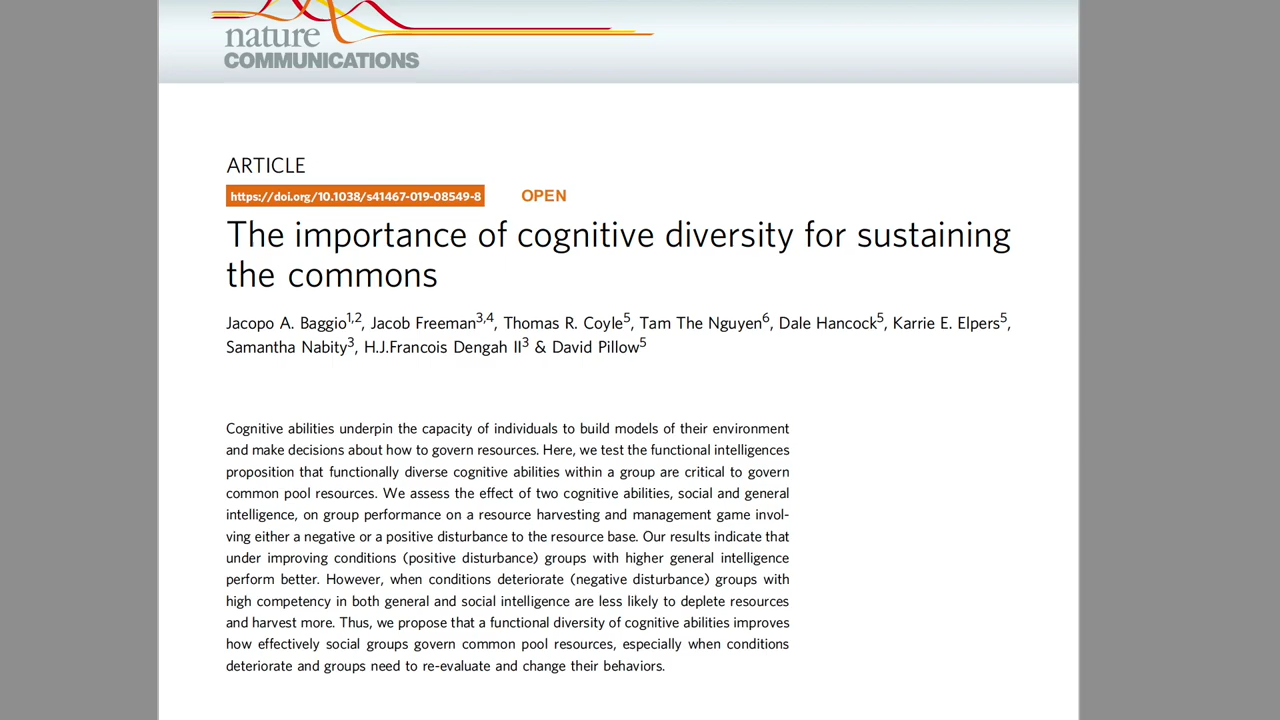 nature
COMMUNICATIONS
ARTICLE
https://doi.org/10.1038/s41467-019-08549-8 OPEN
The importance of cognitive diversity for sustaining
the commons
Jacopo A. Baggio1,2, Jacob Freeman3,4, Thomas R. Coyle5, Tam The Nguyen6, Dale Hancock5, Karrie E. Elpers5,
Samantha Nabity3, H.J.Francois Dengah II3 & David Pillow5
Cognitive abilities underpin the capacity of individuals to build models of their environment
and make decisions about how to govern resources. Here, we test the functional intelligences
proposition that functionally diverse cognitive abilities within a group are critical to govern
common pool resources. We assess the effect of two cognitive abilities, social and general
intelligence, on group performance on a resource harvesting and management game invol-
ving either a negative or a positive disturbance to the resource base. Our results indicate that
under improving conditions (positive disturbance) groups with higher general intelligence
perform better. However, when conditions deteriorate (negative disturbance) groups with
high competency in both general and social intelligence are less likely to deplete resources
and harvest more. Thus, we propose that a functional diversity of cognitive abilities improves
how effectively social groups govern common pool resources, especially when conditions
deteriorate and groups need to re-evaluate and change their behaviors.